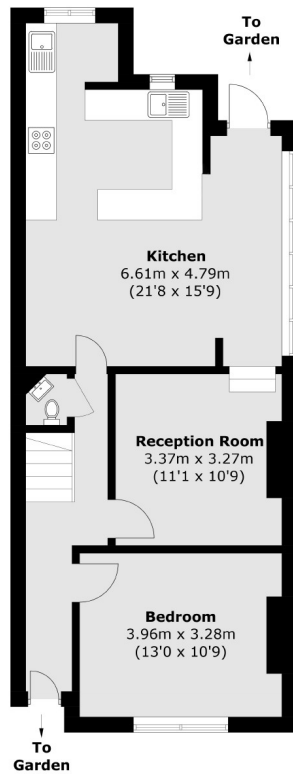 To
Garden
Kitchen
6.61m x 4.79m
(21'8 x 15'9)
Reception Room
3.37m x 3.27m
(11'1 x 10'9)
Bedroom
3.96m x 3.28m
(13'0 x 10'9)
To
Garden